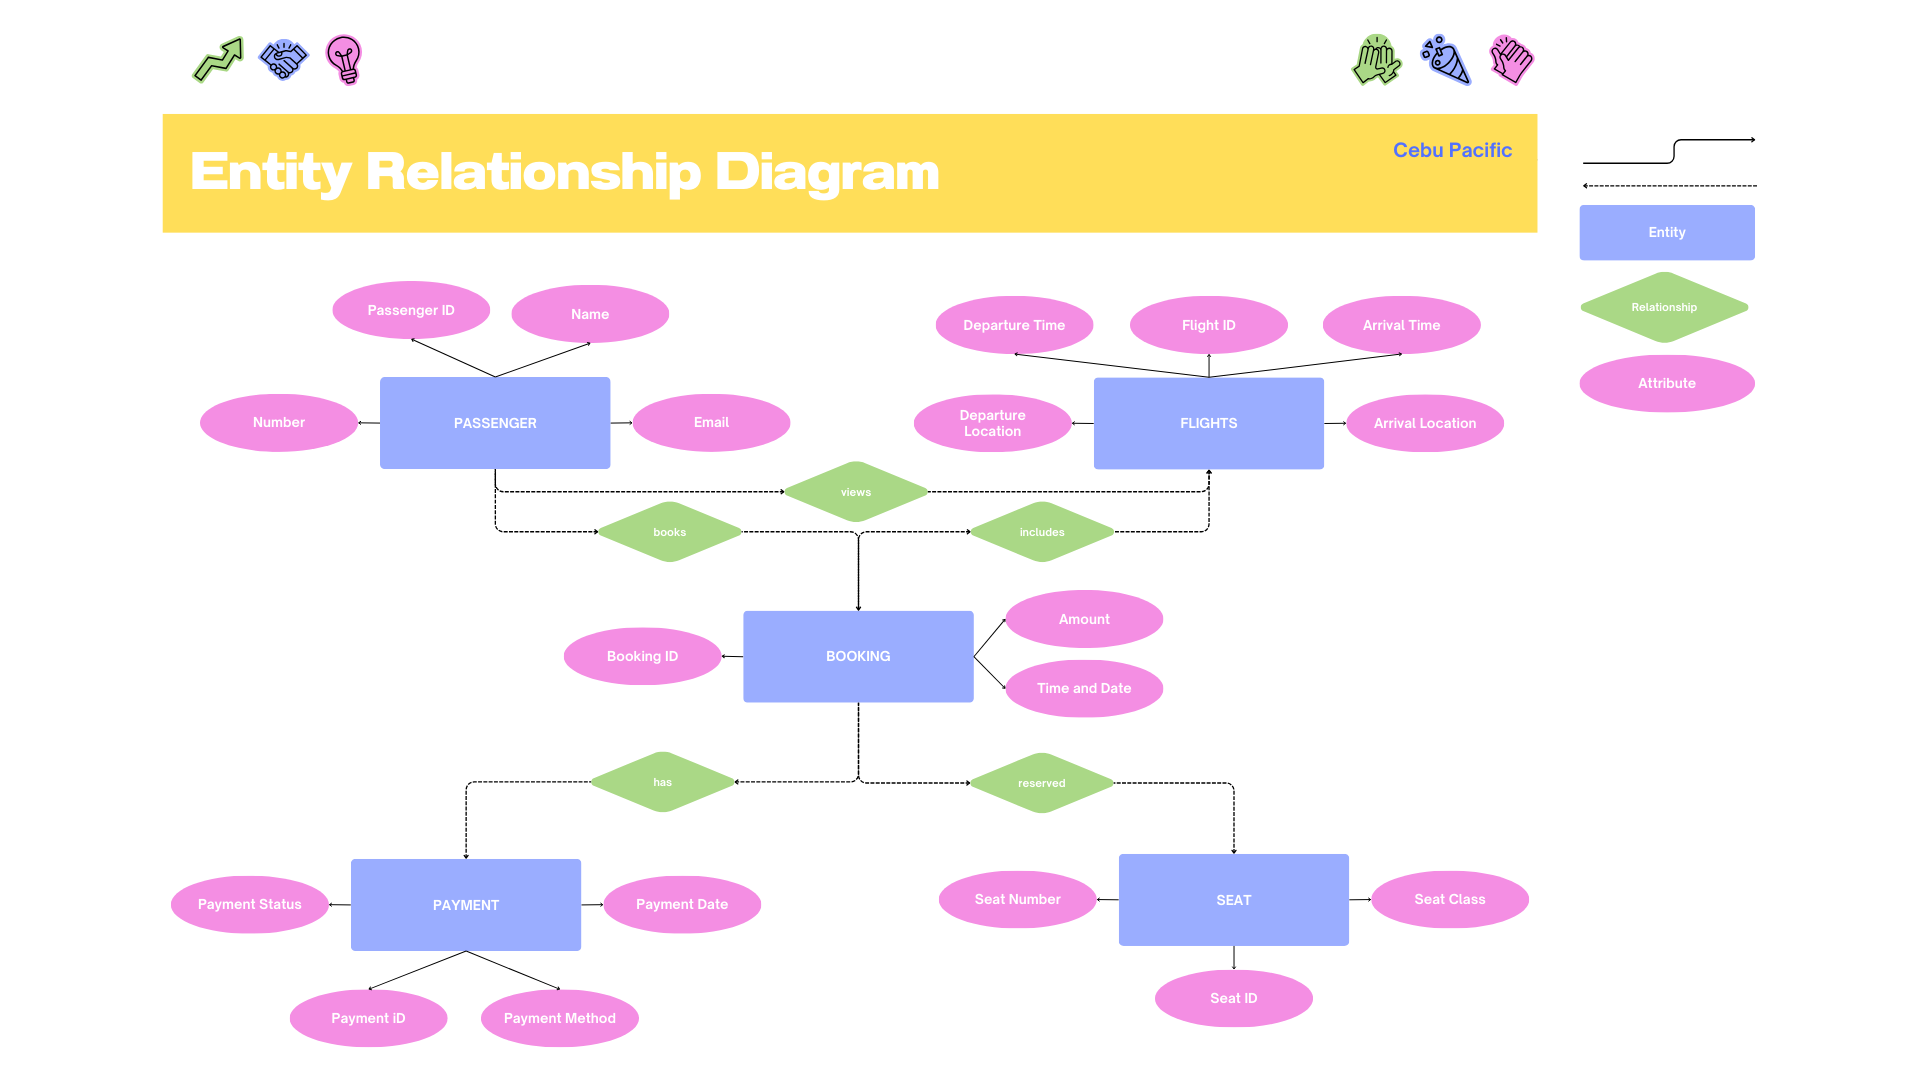 Entity Relationship Diagram
Cebu Pacific
Entity
Relationship
Attribute
Passenger ID
Name
Number
PASSENGER
Email
Departure Time
Flight ID
Arrival Time
Departure
Location
FLIGHTS
Arrival Location
views
books
includes
Booking ID
BOOKING
Amount
Time and Date
has
reserved
Payment Status
PAYMENT
Payment Date
Payment iD
Payment Method
Seat Number
SEAT
Seat Class
Seat ID